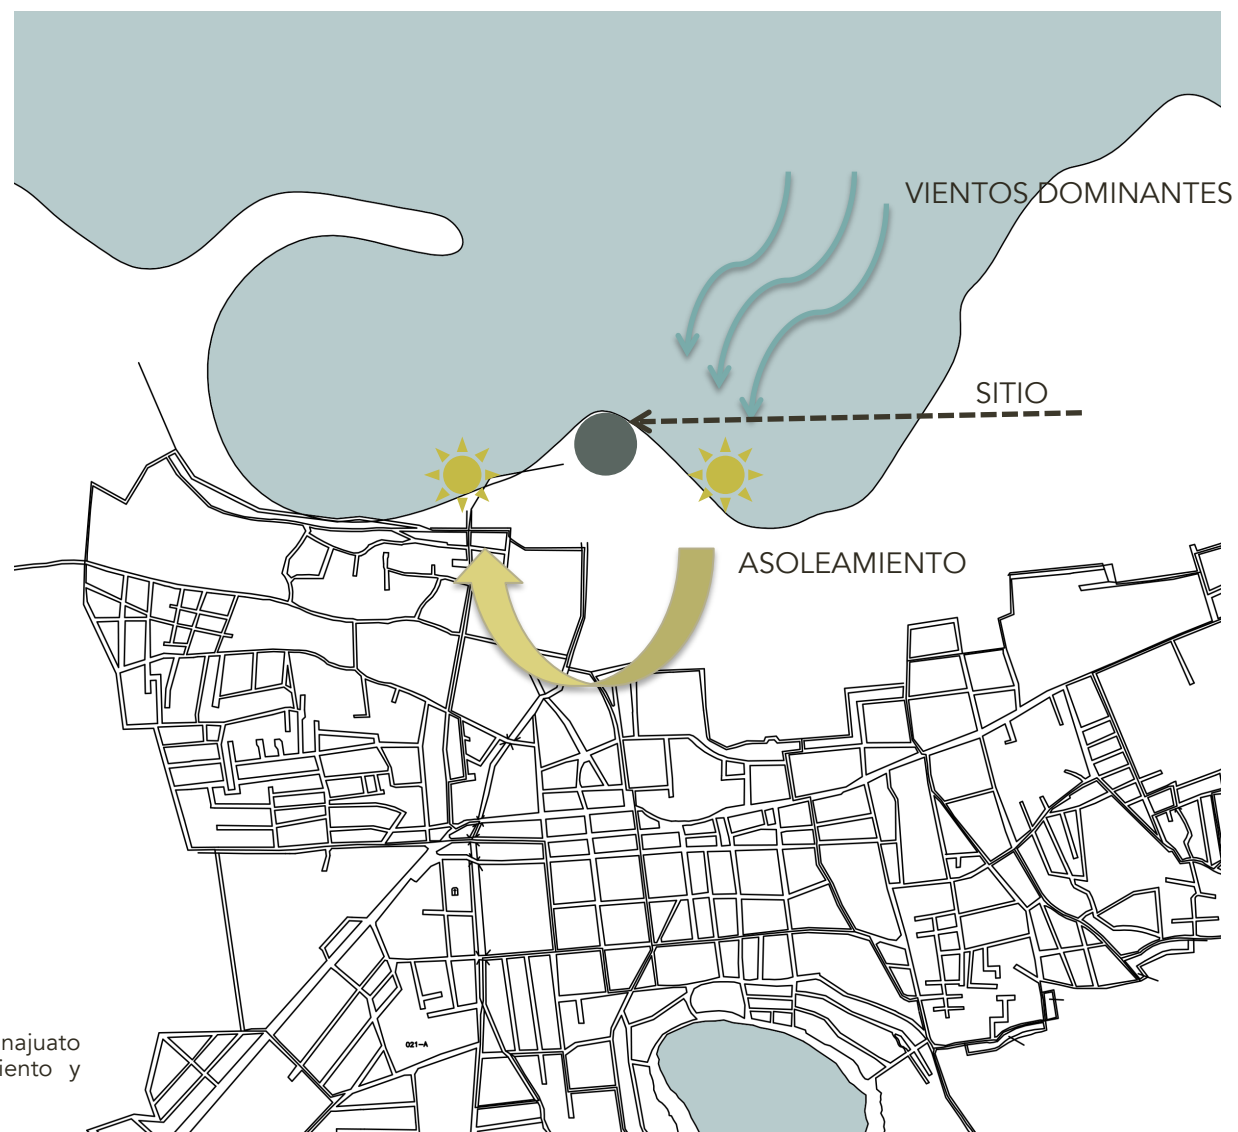 VIENTOS DOMINANTES
SITIO
ASOLEAMIENTO
najuato
iento y
021-A